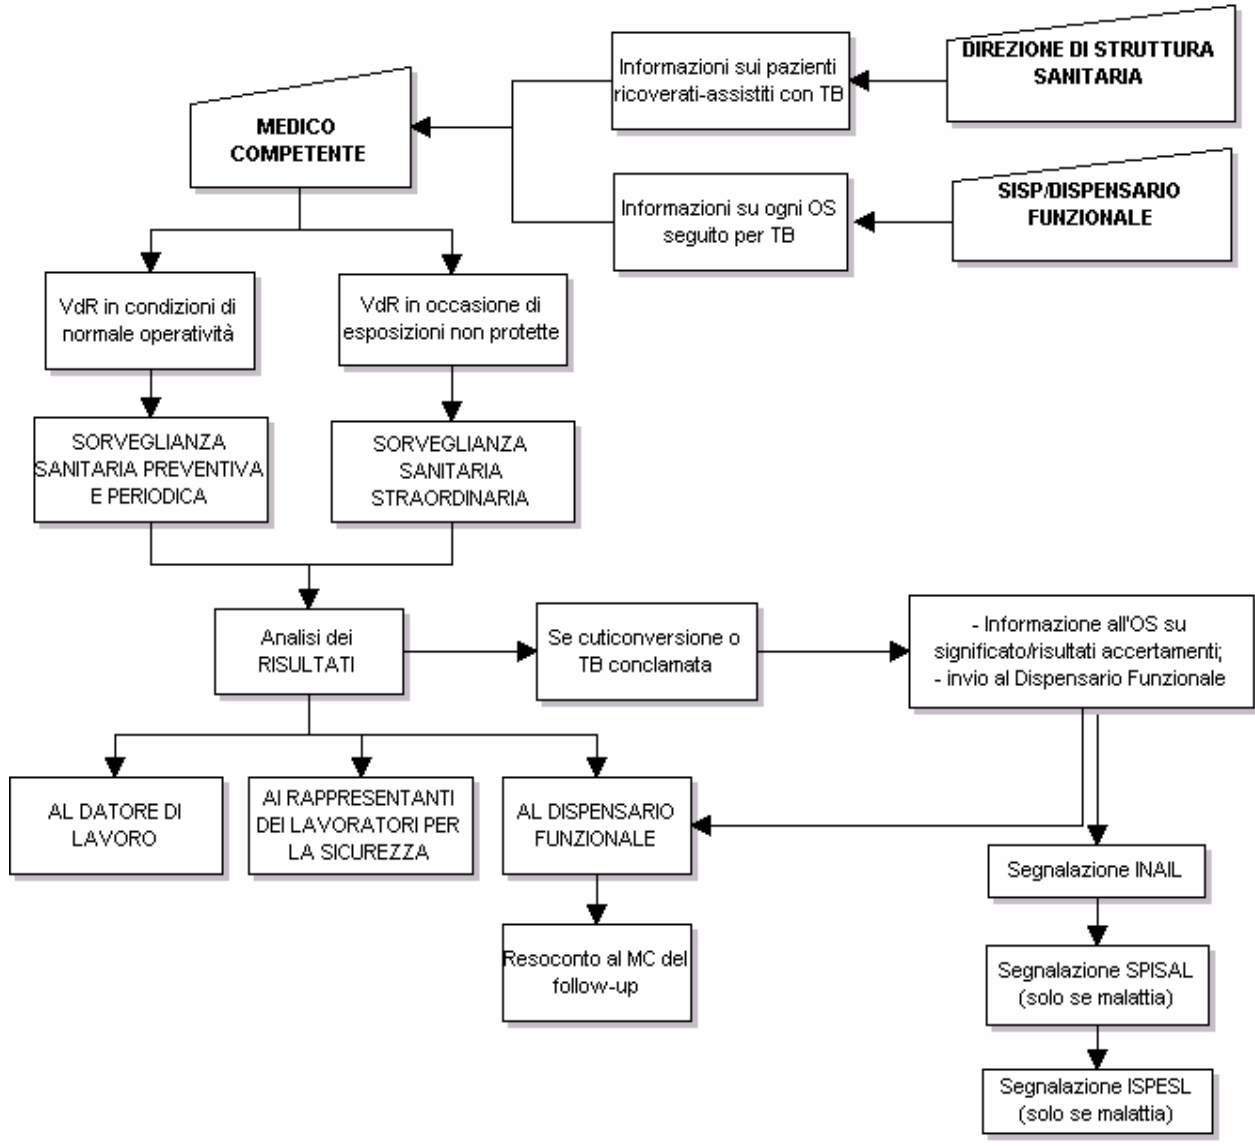 DIREZIONE DI STRUTTURA
SANITARIA
Informazioni sui pazienti
ricoverati-assistiti con TB
MEDICO
COMPETENTE
SISP/DISPENSARIO
FUNZIONALE
Informazioni su ogni OS
seguito per TB
VdR in condizioni di
normale operatività
VdR in occasione di
esposizioni non protette
SORVEGLIANZA
SANITARIA PREVENTIVA
E PERIODICA
SORVEGLIANZA
SANITARIA
STRAORDINARIA
Analisi dei
RISULTATI
Se cuticonversione o
TB conclamata
- Informazione all'OS su
significato/risultati accertamenti;
- invio al Dispensario Funzionale
AL DATORE DI
LAVORO
AI RAPPRESENTANTI
DEI LAVORATORI PER
LA SICUREZZA
AL DISPENSARIO
FUNZIONALE
Segnalazione INAIL
Resoconto al MC del
follow-up
Segnalazione SPISAL
(solo se malattia)
Segnalazione ISPESL
(solo se malattia)